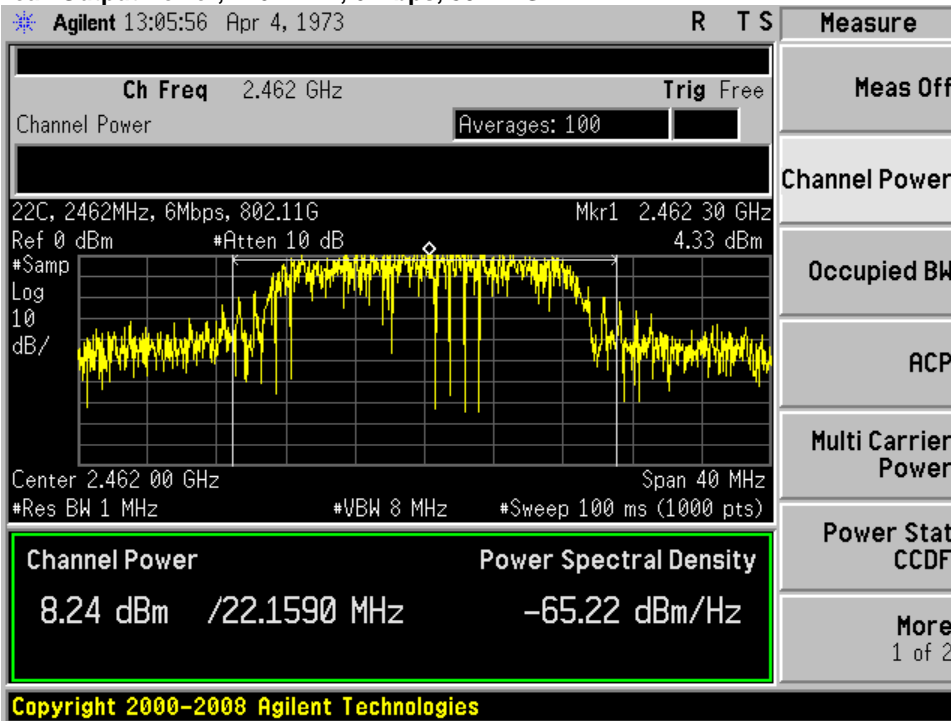 Agilent 13:05:56 Apr 4, 1973 R T S
Measure
Ch Freq 2.462 GHz Trig Free
Meas Off
Channel Power Averages: 100
Channel Power
22C, 2462MHz, 6Mbps, 802.11G Mkr1 2.462 30 GHz
Ref 0 dBm #Atten 10 dB 4.33 dBm
#Samp
Log
10
dB/
Occupied BW
ACP
Multi Carrier
Power
Center 2.462 00 GHz Span 40 MHz
#Res BW 1 MHz #VBW 8 MHz #Sweep 100 ms (1000 pts)
Power Stat
CCDF
Channel Power Power Spectral Density
8.24 dBm /22.1590 MHz -65.22 dBm/Hz
More
1 of 2
Copyright 2000-2008 Agilent Technologies